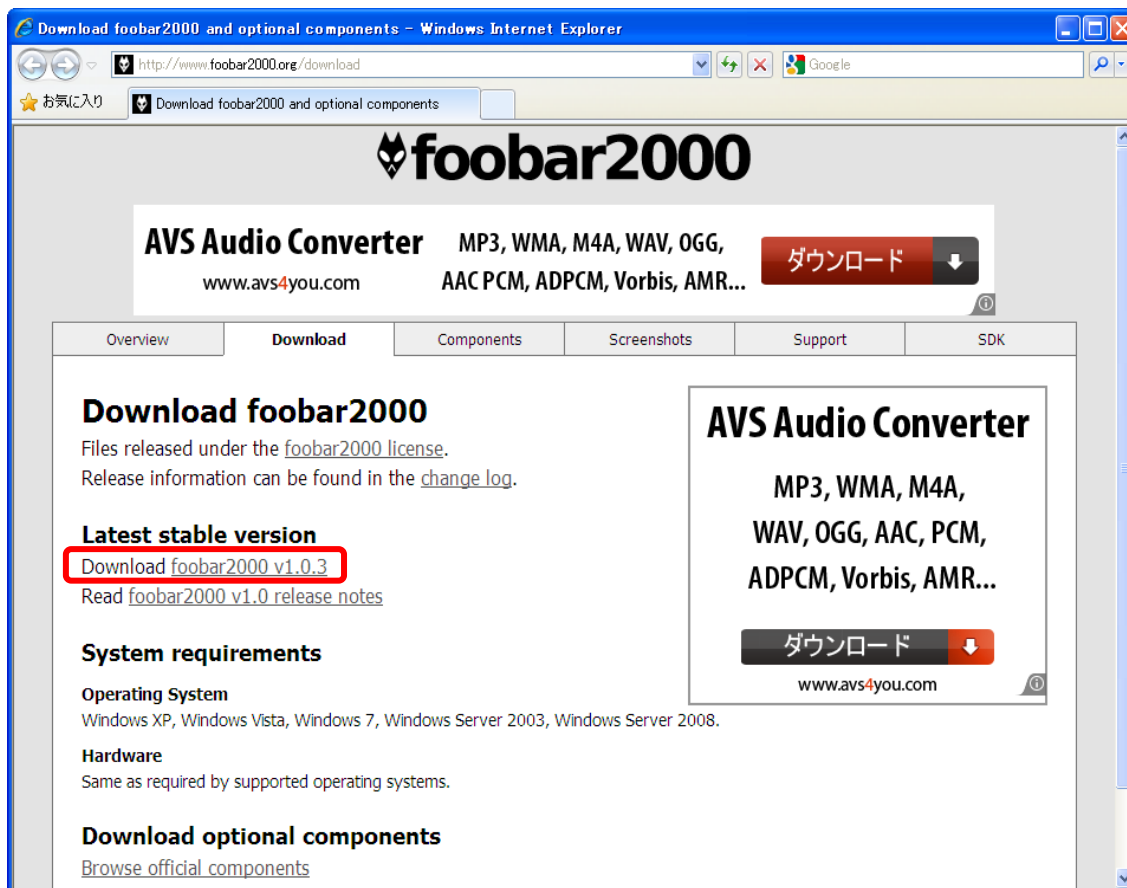 Download foobar2000 and optional components - Windows Internet Explorer
http://www.foobar2000.org/download
Google
お気に入り
Download foobar2000 and optional components
foobar2000
AVS Audio Converter
www.avs4you.com
MP3, WMA, M4A, WAV, OGG,
AAC PCM, ADPCM, Vorbis, AMR...
ダウンロード
Overview
Download
Components
Screenshots
Support
SDK
Download foobar2000
Files released under the foobar2000 license.
Release information can be found in the change log.
Latest stable version
Download foobar2000 v1.0.3
Read foobar2000 v1.0 release notes
AVS Audio Converter
MP3, WMA, M4A,
WAV, OGG, AAC, PCM,
ADPCM, Vorbis, AMR...
ダウンロード
www.avs4you.com
System requirements
Operating System
Windows XP, Windows Vista, Windows 7, Windows Server 2003, Windows Server 2008.
Hardware
Same as required by supported operating systems.
Download optional components
Browse official components